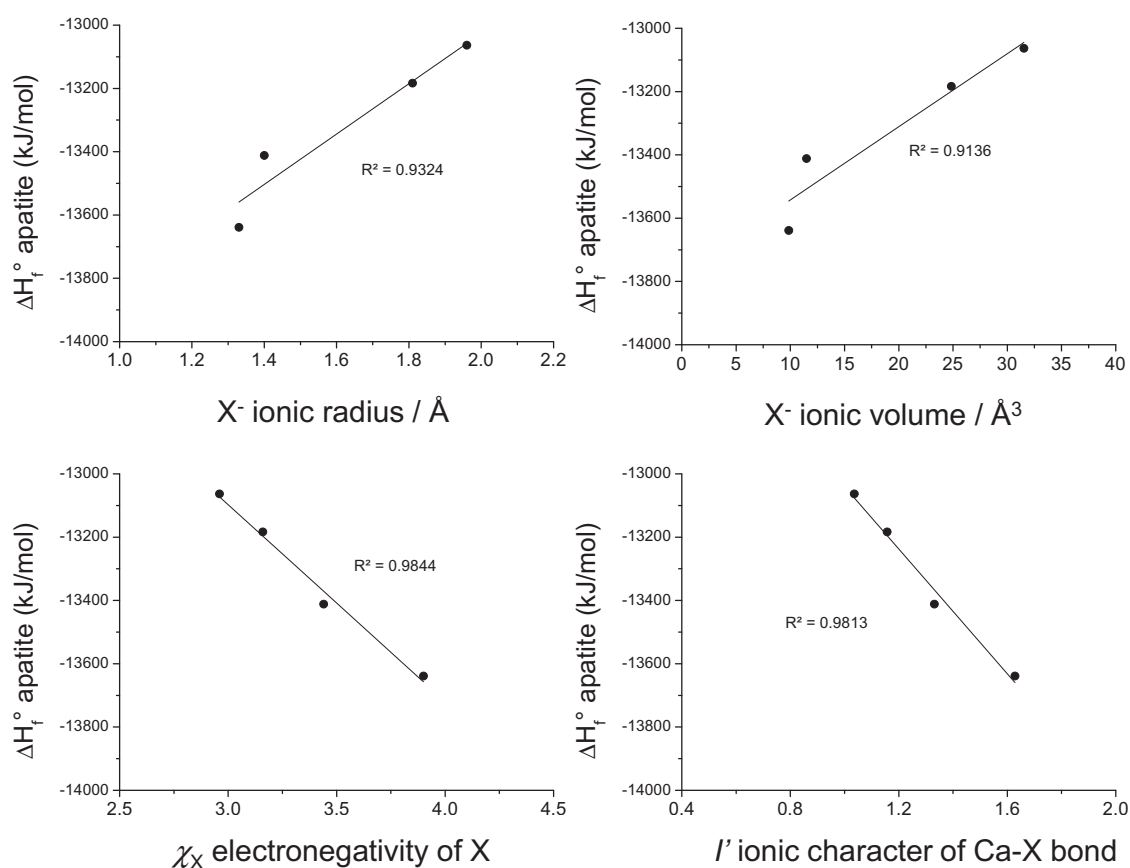 ΔHf° apatite (kJ/mol)
-13000
-13200
-13400
-13600
-13800
-14000
R² = 0.9324
1.0 1.2 1.4 1.6 1.8 2.0 2.2
X- ionic radius / Å
ΔHf° apatite (kJ/mol)
-13000
-13200
-13400
-13600
-13800
-14000
R² = 0.9136
0 5 10 15 20 25 30 35 40
X- ionic volume / Å³
ΔHf° apatite (kJ/mol)
-13000
-13200
-13400
-13600
-13800
-14000
R² = 0.9844
2.5 3.0 3.5 4.0 4.5
χX electronegativity of X
ΔHf° apatite (kJ/mol)
-13000
-13200
-13400
-13600
-13800
-14000
R² = 0.9813
0.4 0.8 1.2 1.6 2.0
I’ ionic character of Ca-X bond